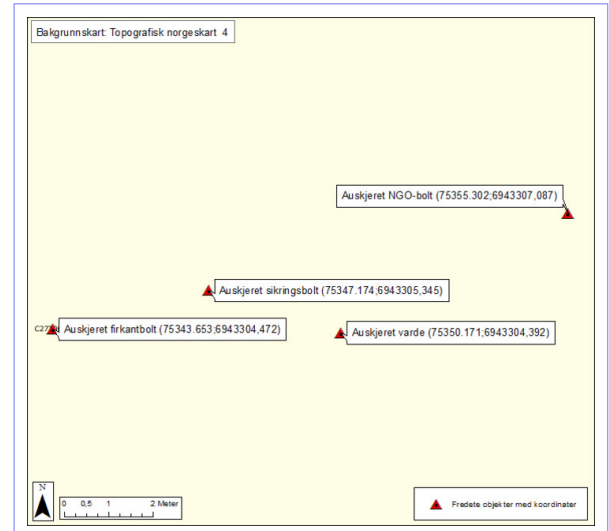 Bakgrunnskart: Topografisk norgeskart 4
Auskjeret NGO-bolt (75355.302;6943307,087)
Auskjeret sikringsbolt (75347.174;6943305,345)
Auskjeret firkantbolt (75343.653;6943304,472)
Auskjeret varde (75350.171;6943304,392)
N
0 0,5 1 2 Meter
Fredete objekter med koordinater